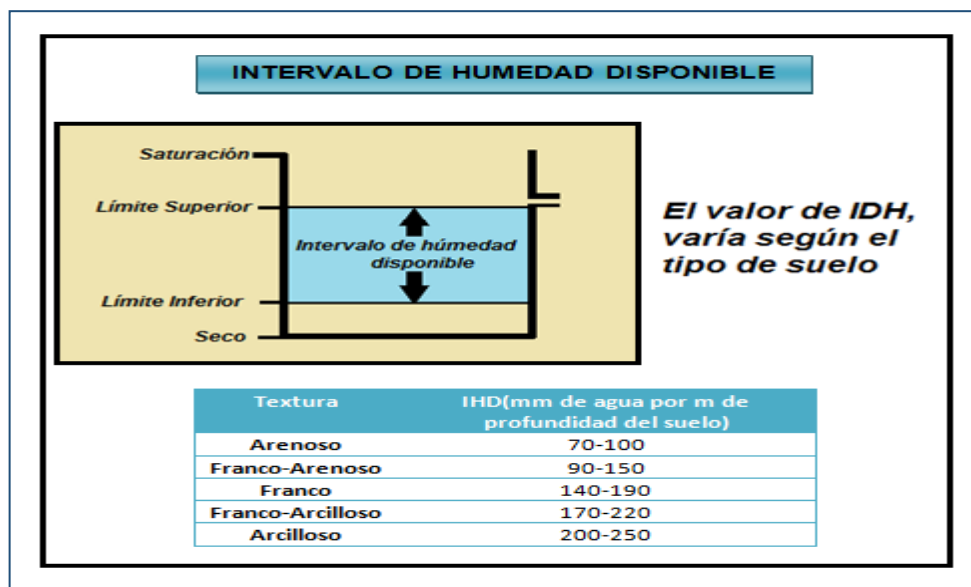 INTERVALO DE HUMEDAD DISPONIBLE
Saturación
Límite Superior
Intervalo de húmedad
disponible
Límite Inferior
Seco
El valor de IDH,
varía según el
tipo de suelo
Textura IHD(mm de agua por m de
profundidad del suelo)
Arenoso 70-100
Franco-Arenoso 90-150
Franco 140-190
Franco-Arcilloso 170-220
Arcilloso 200-250